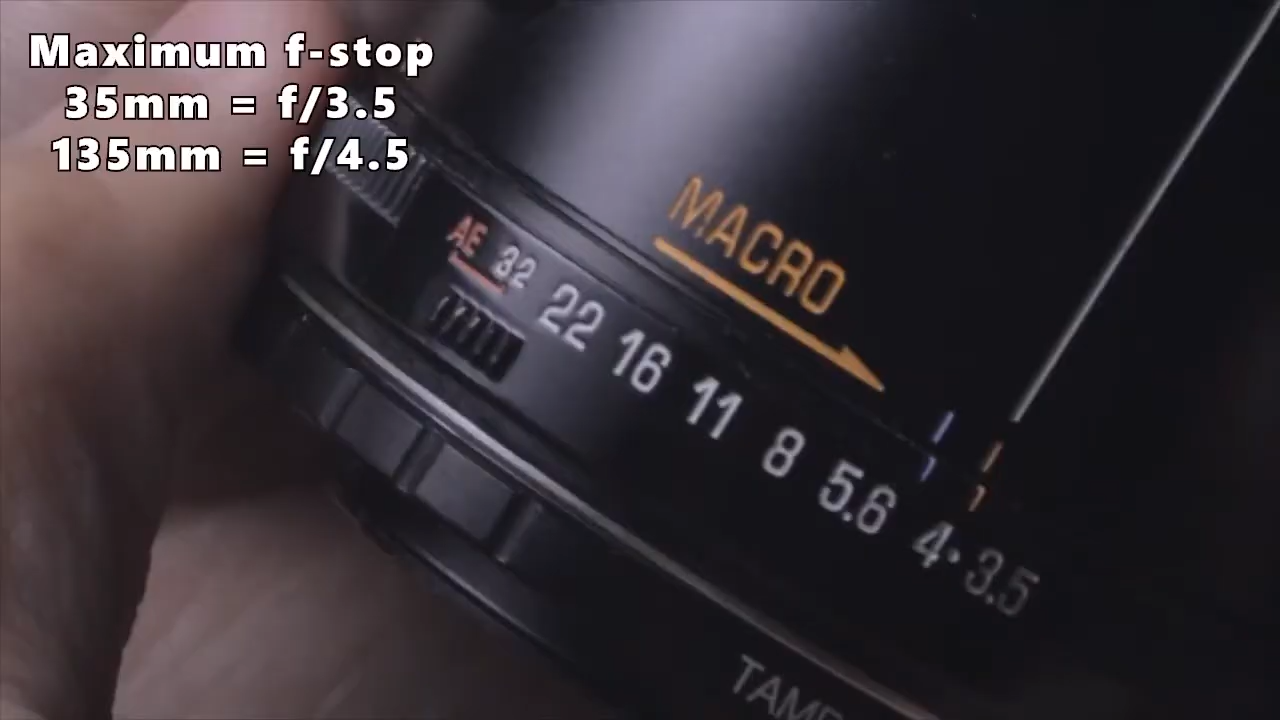 Maximum f-stop
35mm = f/3.5
135mm = f/4.5
MACRO
AE 32 22 16 11 8 5.6 4·3.5
TAMR